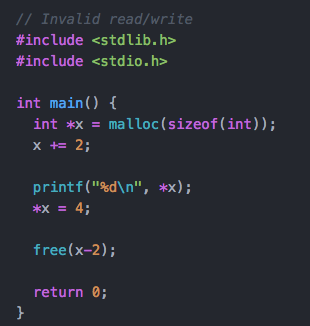 // Invalid read/write
#include <stdlib.h>
#include <stdio.h>
int main() {
int *x = malloc(sizeof(int));
x += 2;
printf("%d\n", *x);
*x = 4;
free(x-2);
return 0;
}